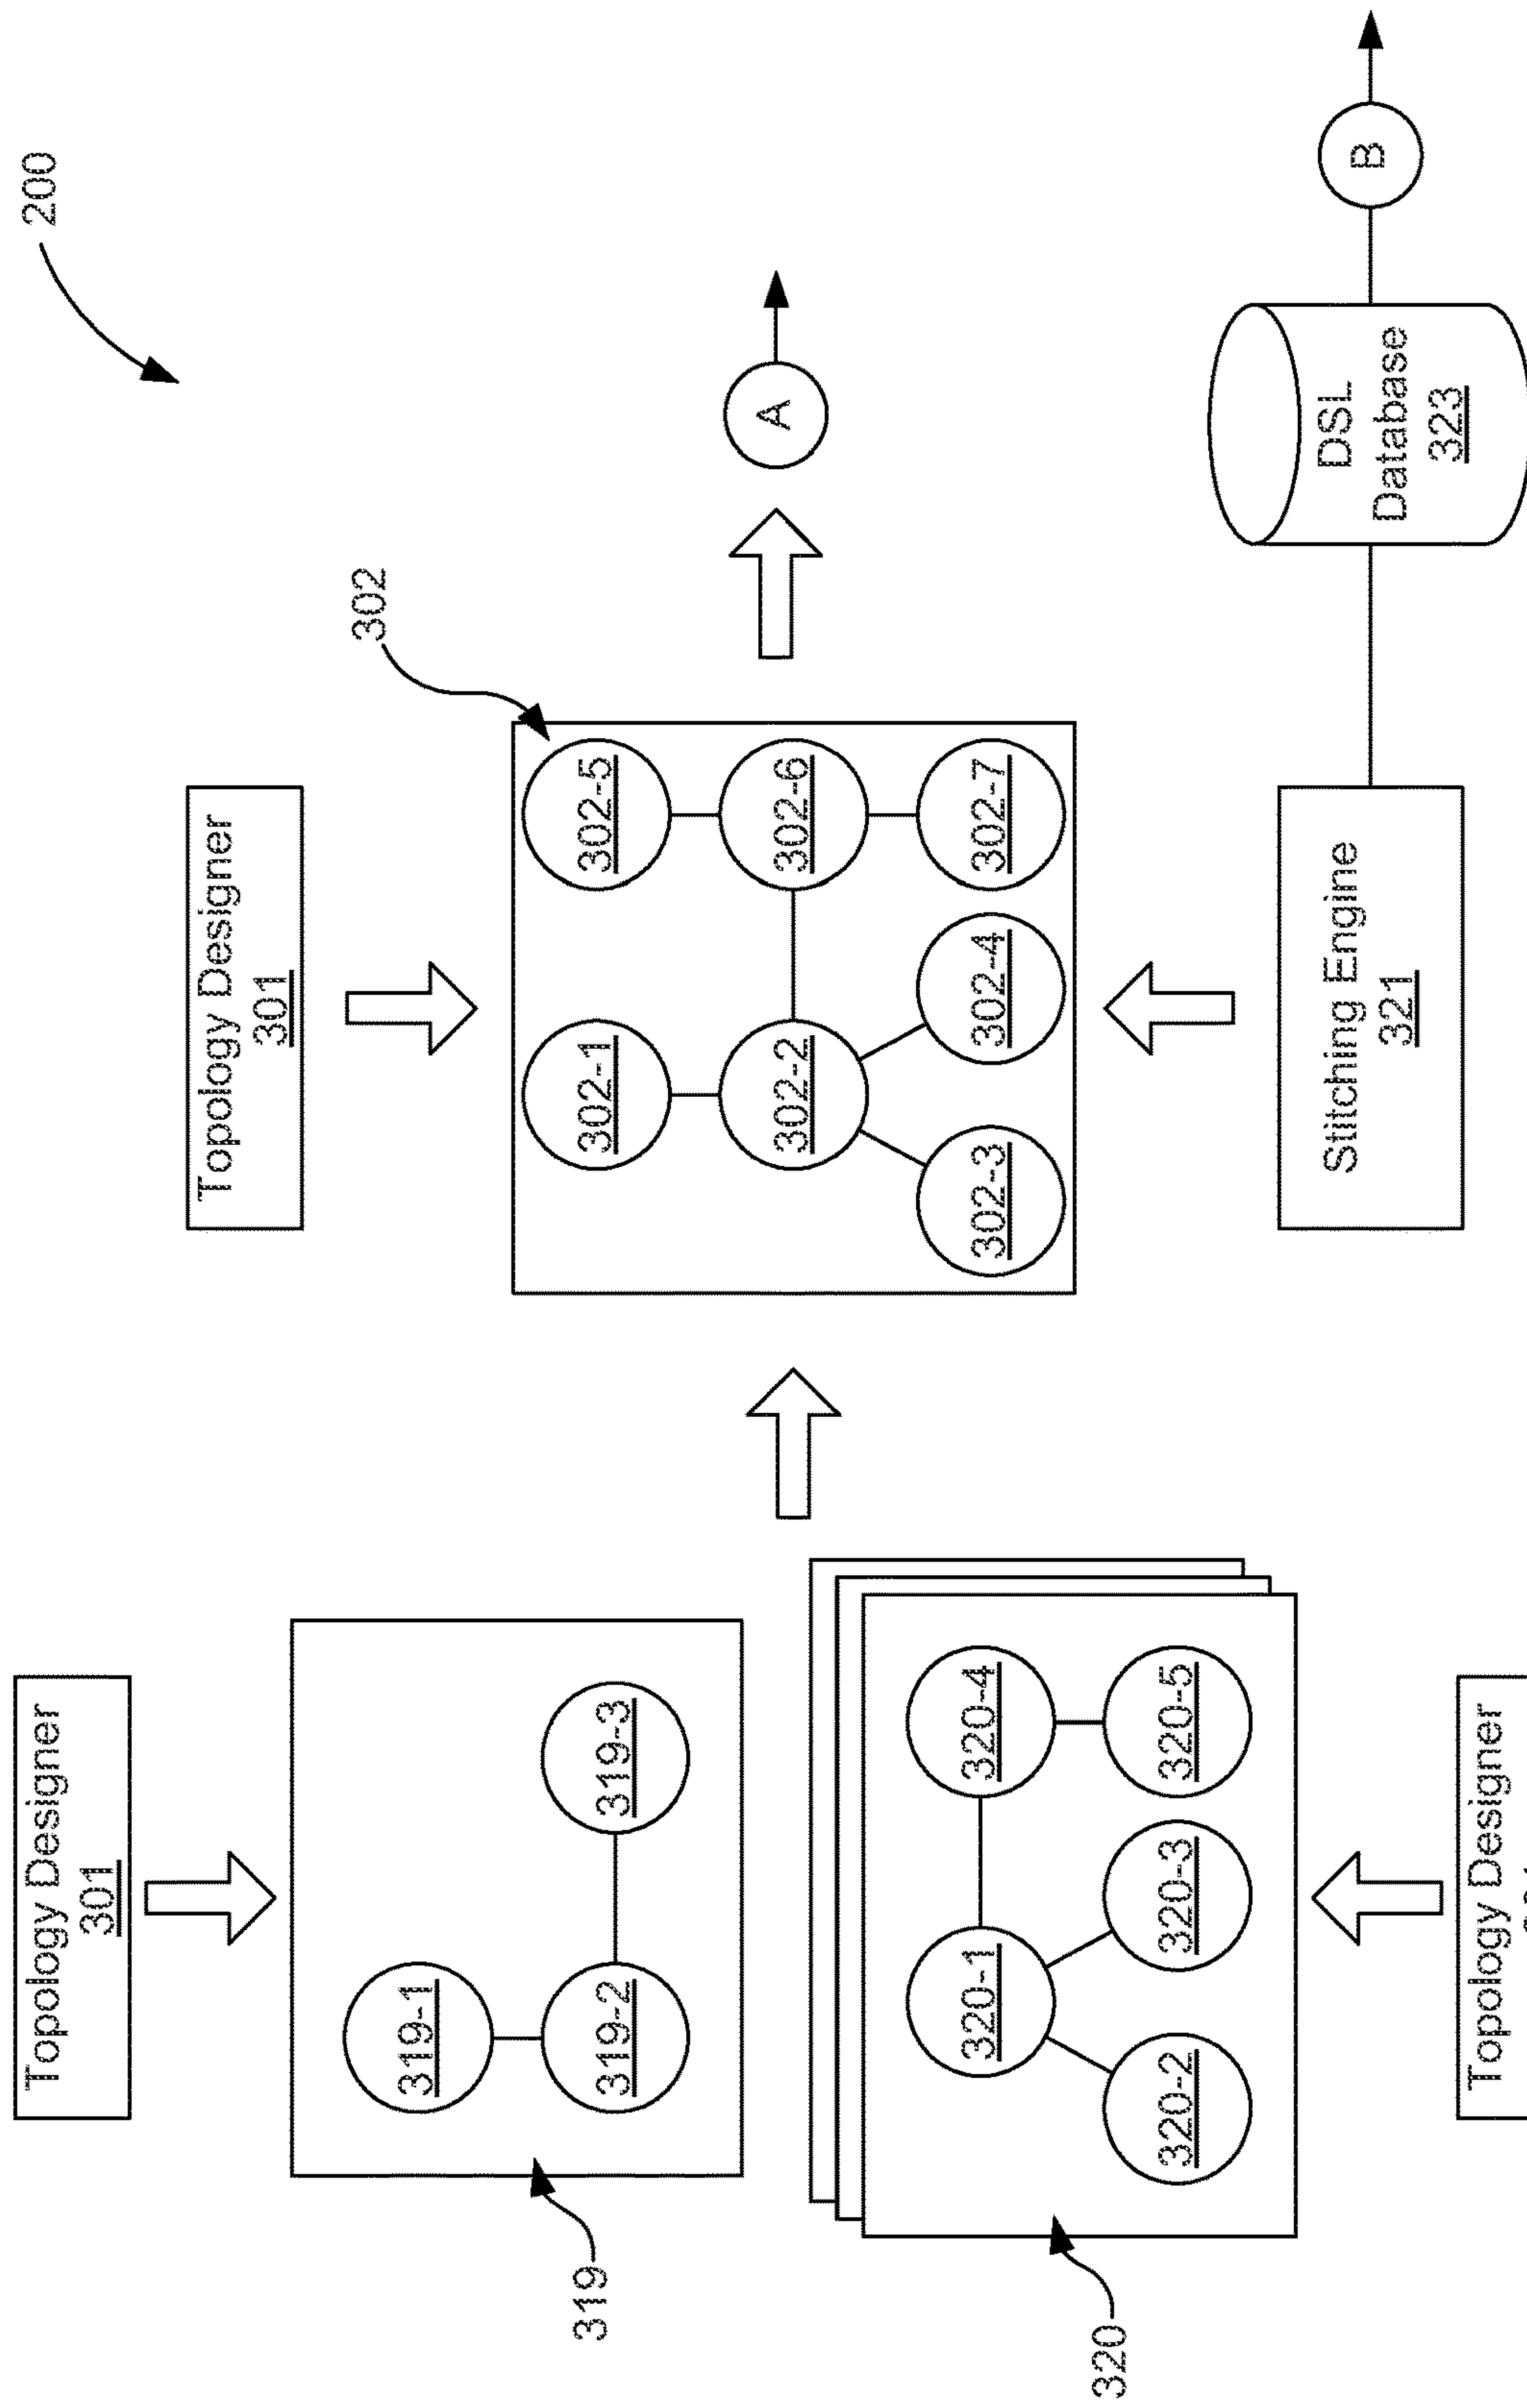 200
Topology Designer
301
319-1
319-2
319-3
319
320-1
320-2
320-3
320-4
320-5
320
Topology Designer
Topology Designer
301
302
302-1
302-2
302-3
302-4
302-5
302-6
302-7
A
Stitching Engine
321
DSL
Database
323
B